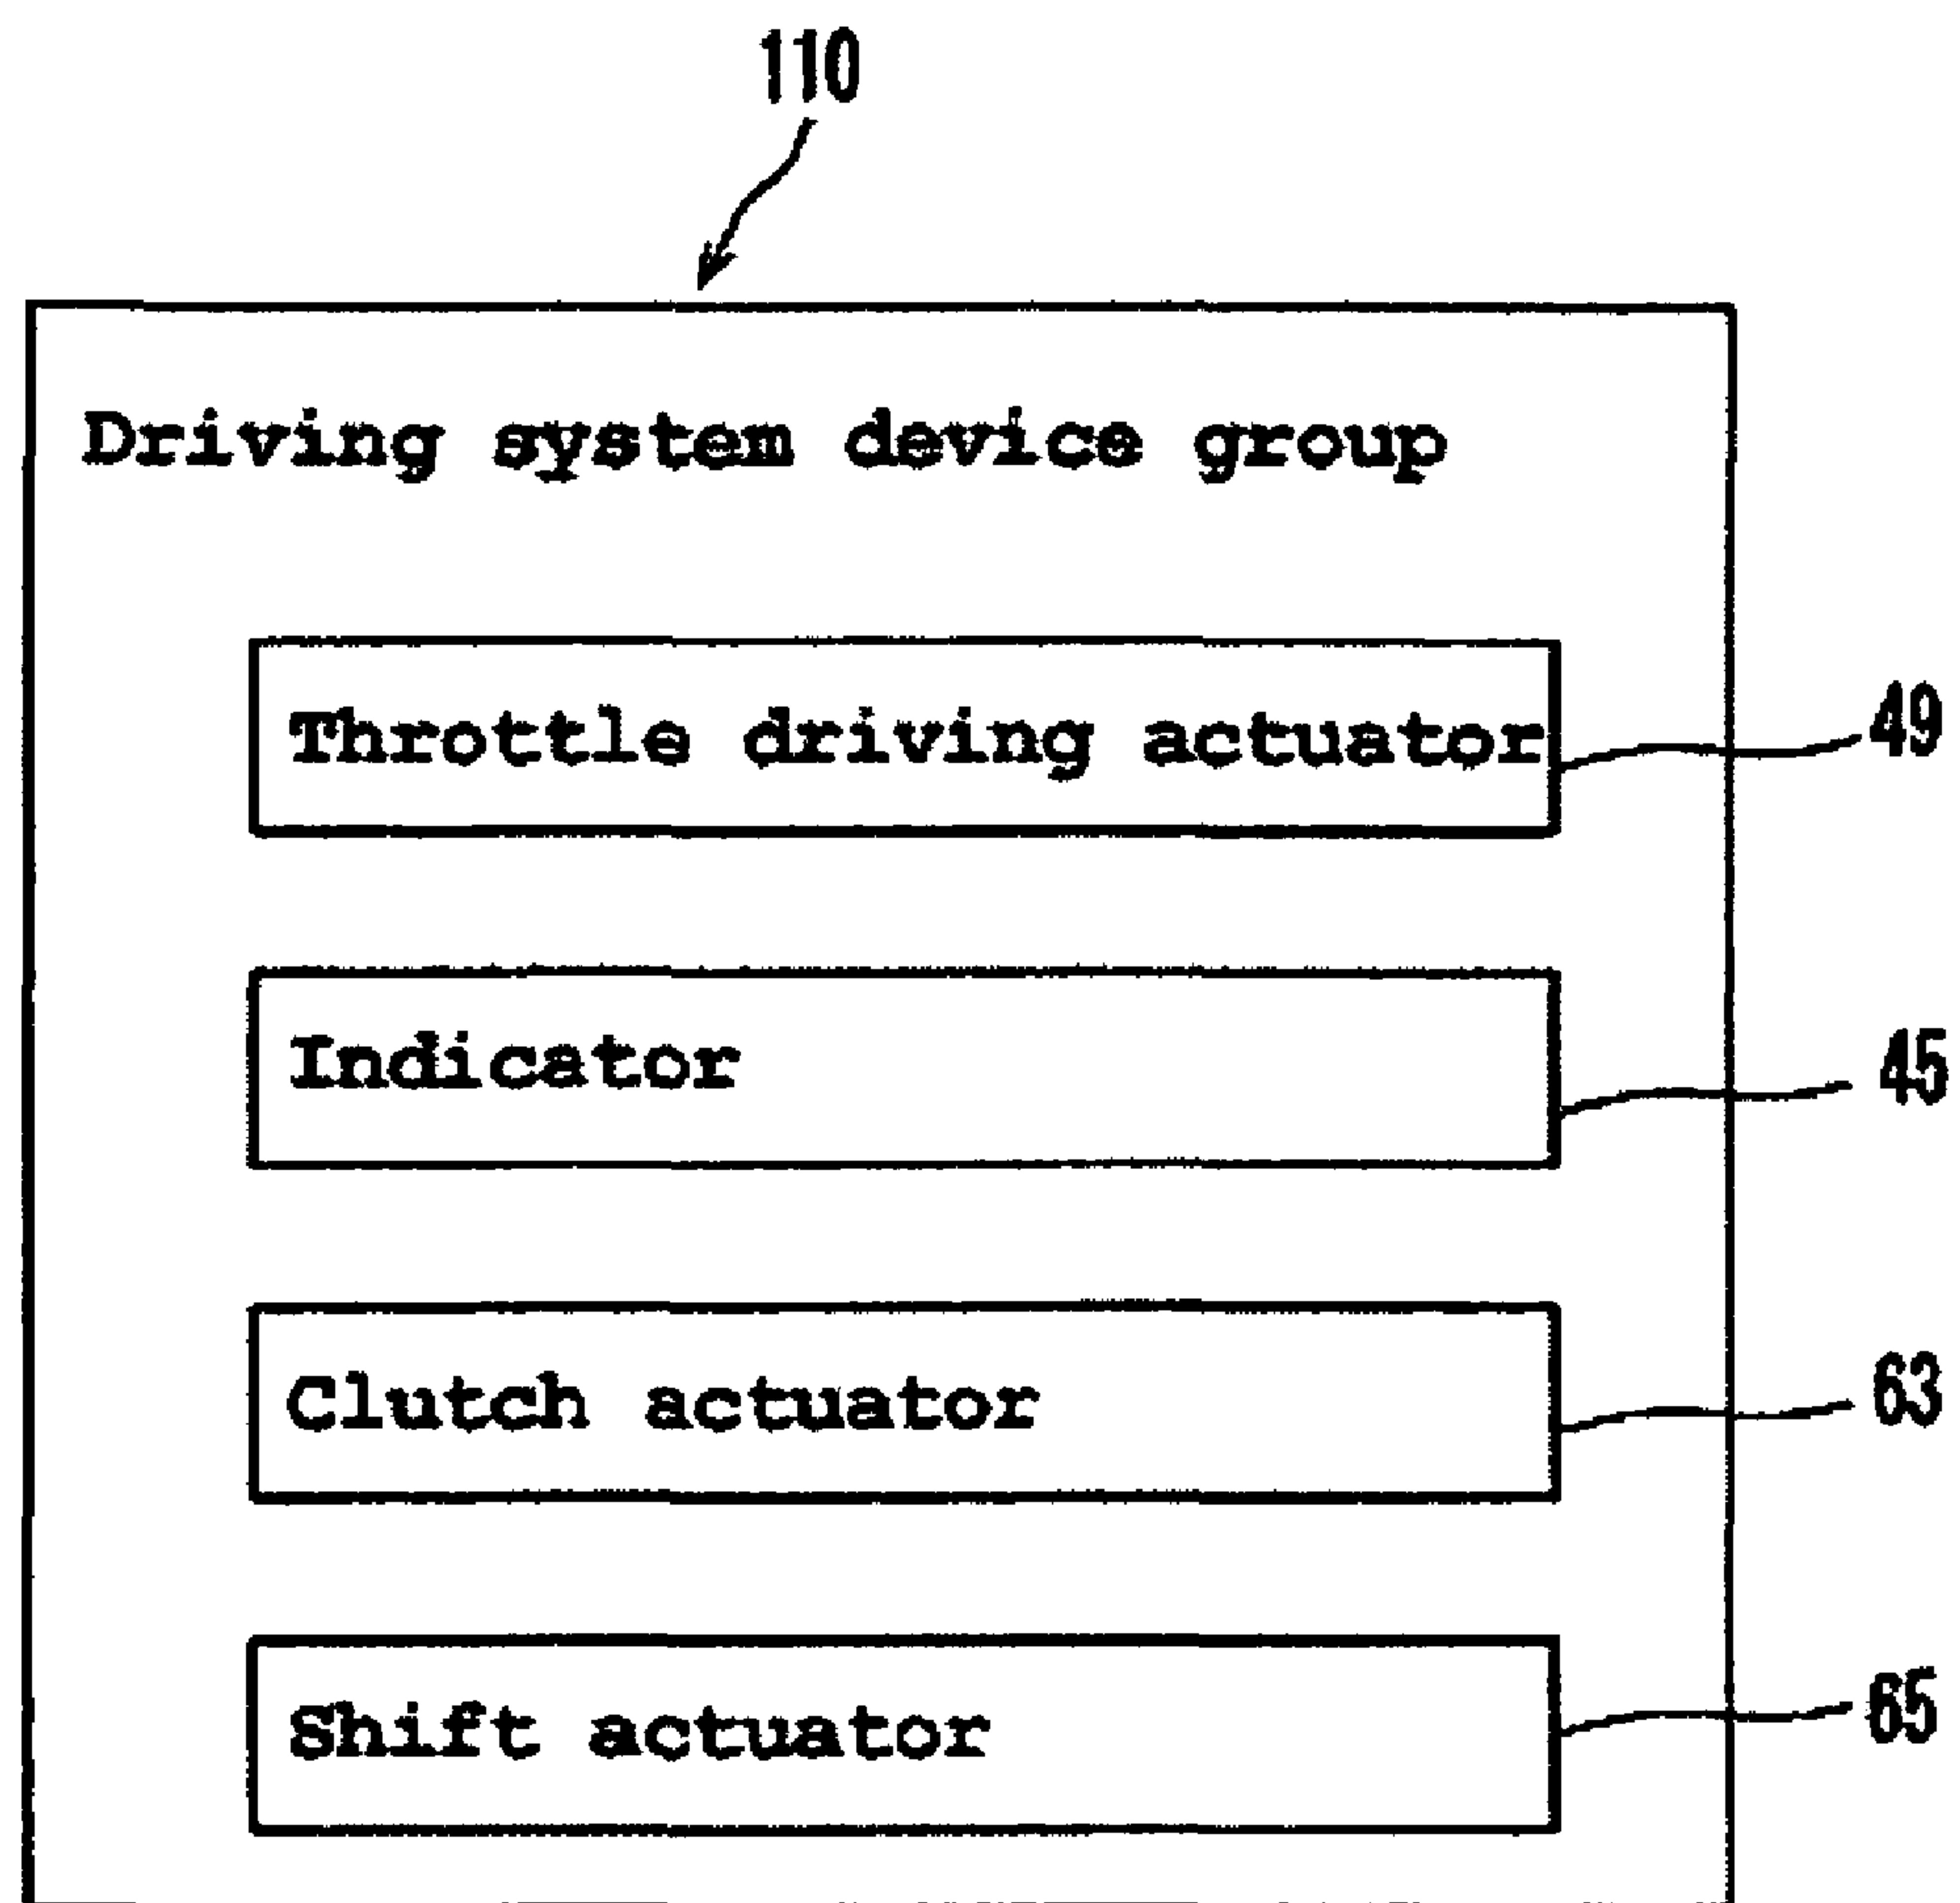 110
Driving system device group
Throttle driving actuator
49
Indicator
45
Clutch actuator
63
Shift actuator
65